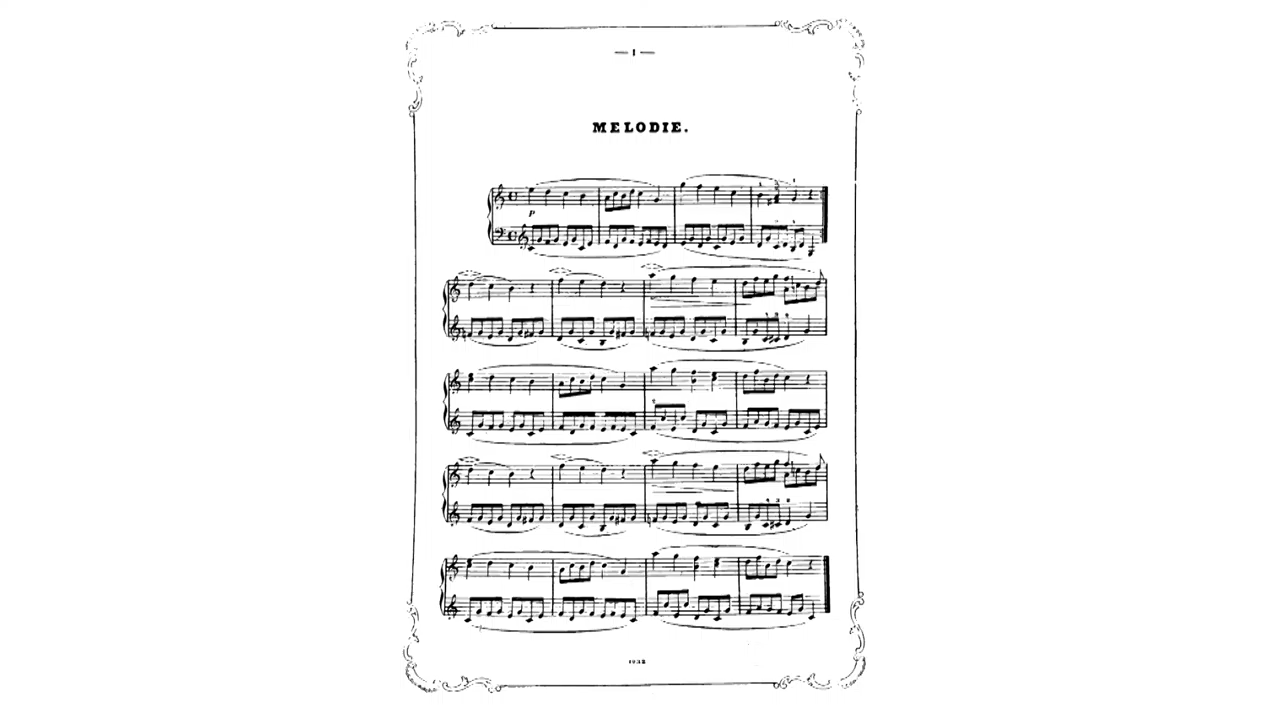 — 1 —
MELODIE.
p